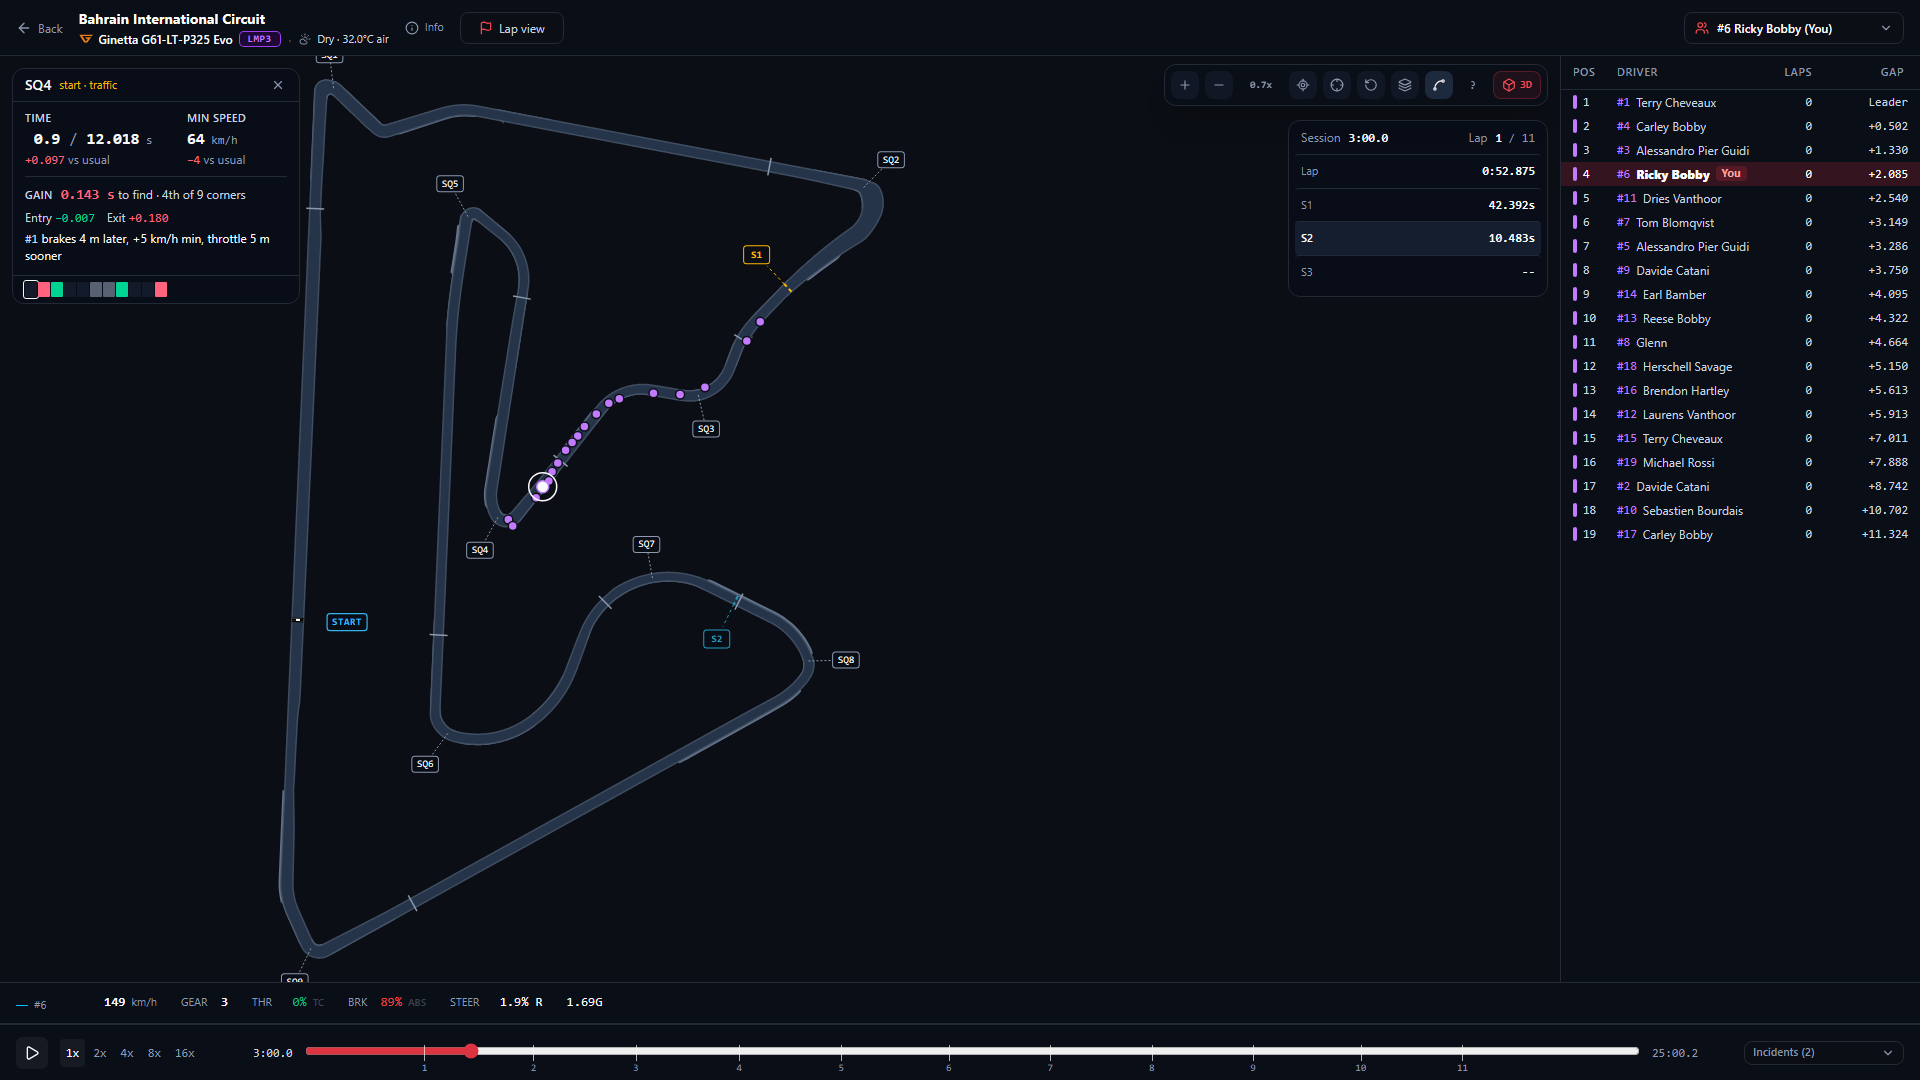 Back
Bahrain International Circuit
Ginetta G61-LT-P325 Evo LMP3 · Dry · 32.0°C air
Info
Lap view
#6 Ricky Bobby (You)
SQ4 start · traffic
TIME MIN SPEED
0.9 / 12.018 s 64 km/h
+0.097 vs usual −4 vs usual
GAIN 0.143 s to find · 4th of 9 corners
Entry −0.007 Exit +0.180
#1 brakes 4 m later, +5 km/h min, throttle 5 m
sooner
SQ2
SQ5
S1
SQ3
SQ4
SQ7
START
S2
SQ8
SQ6
SQ9
+ − 0.7x ? 3D
Session 3:00.0 Lap 1 / 11
Lap 0:52.875
S1 42.392s
S2 10.483s
S3 --
POS DRIVER LAPS GAP
1 #1 Terry Cheveaux 0 Leader
2 #4 Carley Bobby 0 +0.502
3 #3 Alessandro Pier Guidi 0 +1.330
4 #6 Ricky Bobby You 0 +2.085
5 #11 Dries Vanthoor 0 +2.540
6 #7 Tom Blomqvist 0 +3.149
7 #5 Alessandro Pier Guidi 0 +3.286
8 #9 Davide Catani 0 +3.750
9 #14 Earl Bamber 0 +4.095
10 #13 Reese Bobby 0 +4.322
11 #8 Glenn 0 +4.664
12 #18 Herschell Savage 0 +5.150
13 #16 Brendon Hartley 0 +5.613
14 #12 Laurens Vanthoor 0 +5.913
15 #15 Terry Cheveaux 0 +7.011
16 #19 Michael Rossi 0 +7.888
17 #2 Davide Catani 0 +8.742
18 #10 Sebastien Bourdais 0 +10.702
19 #17 Carley Bobby 0 +11.324
— #6 149 km/h GEAR 3 THR 0% TC BRK 89% ABS STEER 1.9% R 1.69G
1x 2x 4x 8x 16x 3:00.0 25:00.2 Incidents (2)
1 2 3 4 5 6 7 8 9 10 11